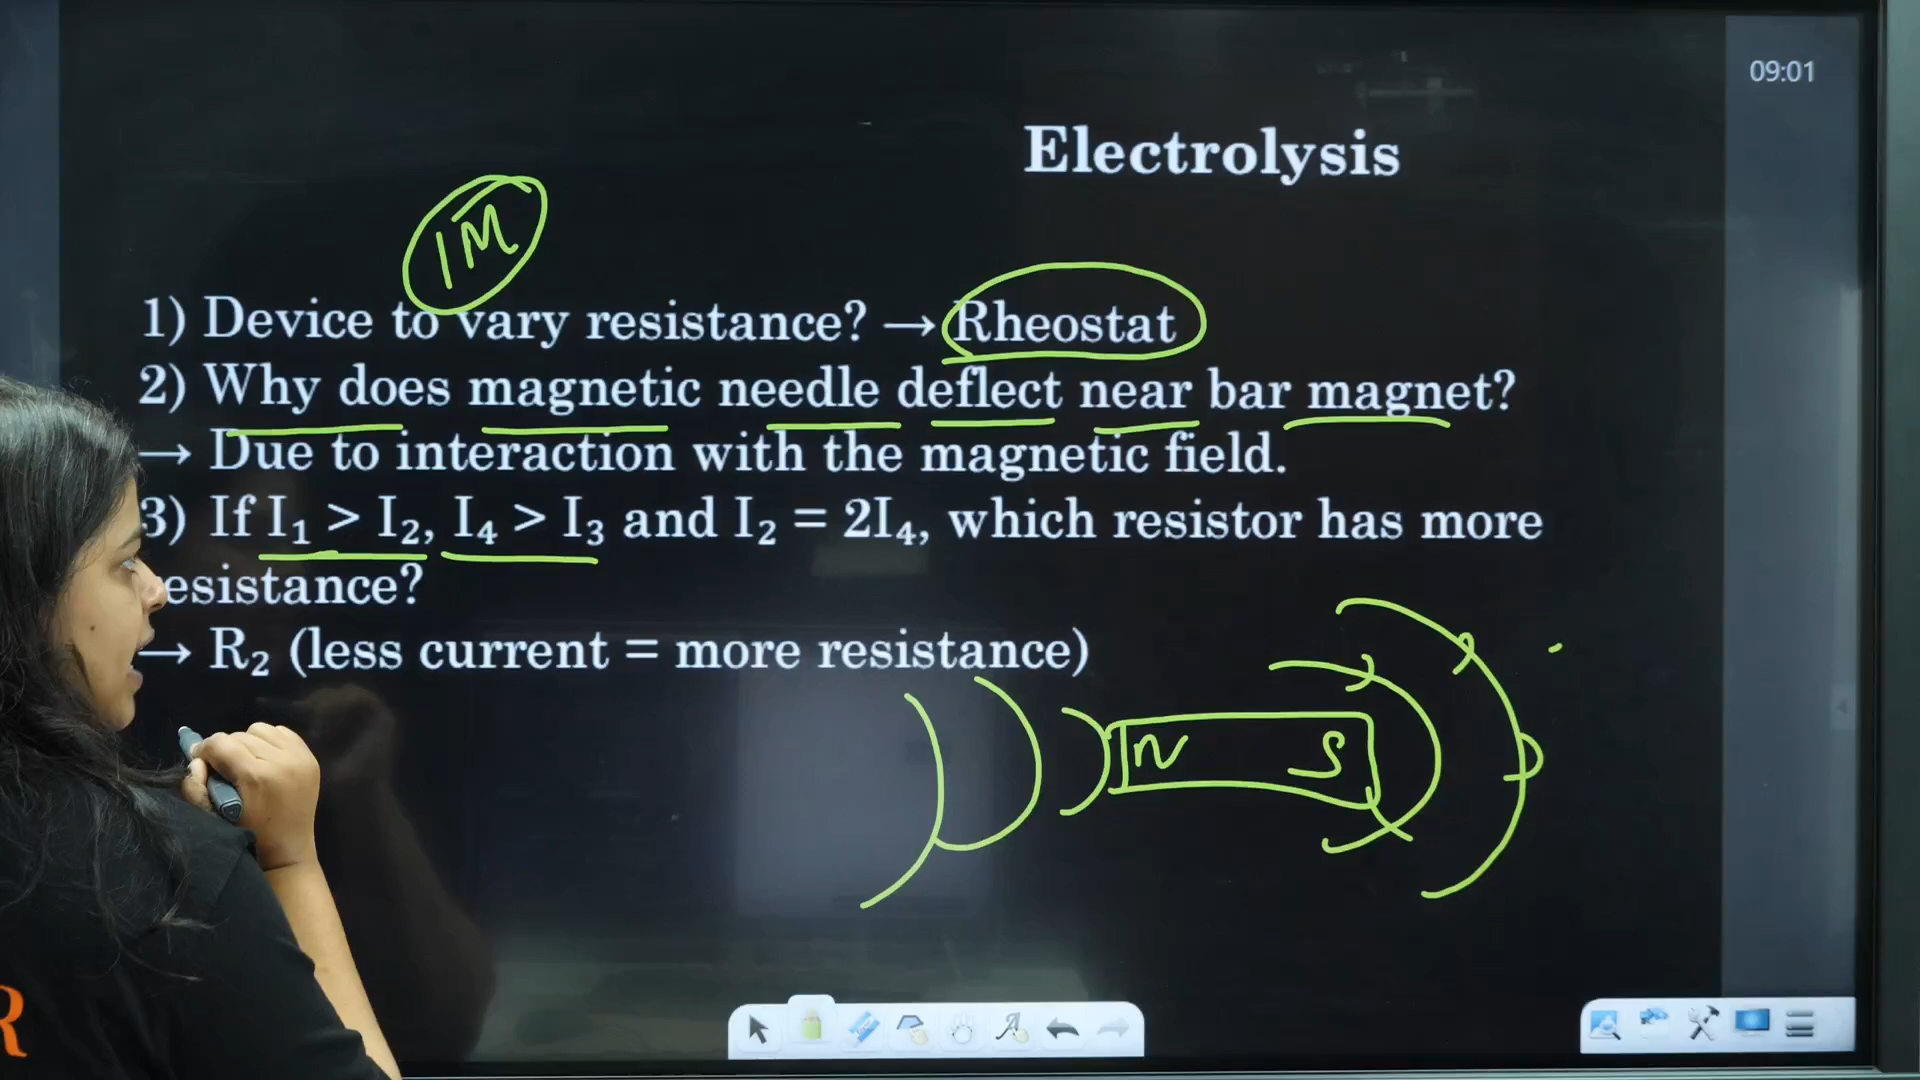 09:01
Electrolysis
1M
1) Device to vary resistance? → Rheostat
2) Why does magnetic needle deflect near bar magnet?
→ Due to interaction with the magnetic field.
3) If I₁ > I₂, I₄ > I₃ and I₂ = 2I₄, which resistor has more
esistance?
→ R₂ (less current = more resistance)
N S
R